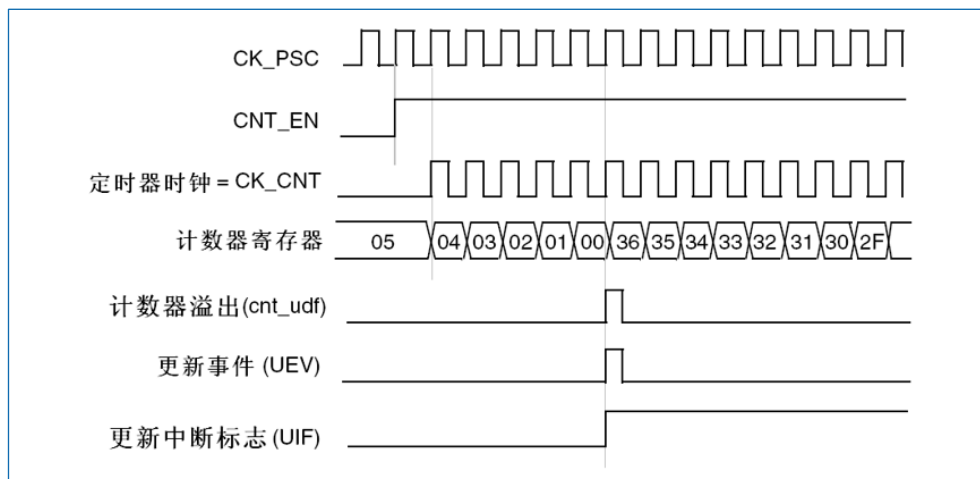 CK_PSC
CNT_EN
定时器时钟 = CK_CNT
计数器寄存器 05 04 03 02 01 00 36 35 34 33 32 31 30 2F
计数器溢出(cnt_udf)
更新事件 (UEV)
更新中断标志 (UIF)